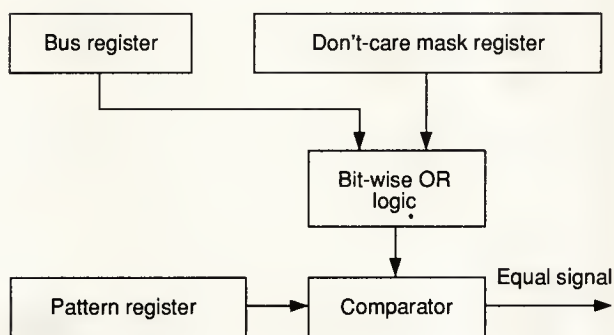 Bus register
Don't-care mask register
Bit-wise OR
logic
Equal signal
Pattern register
Comparator